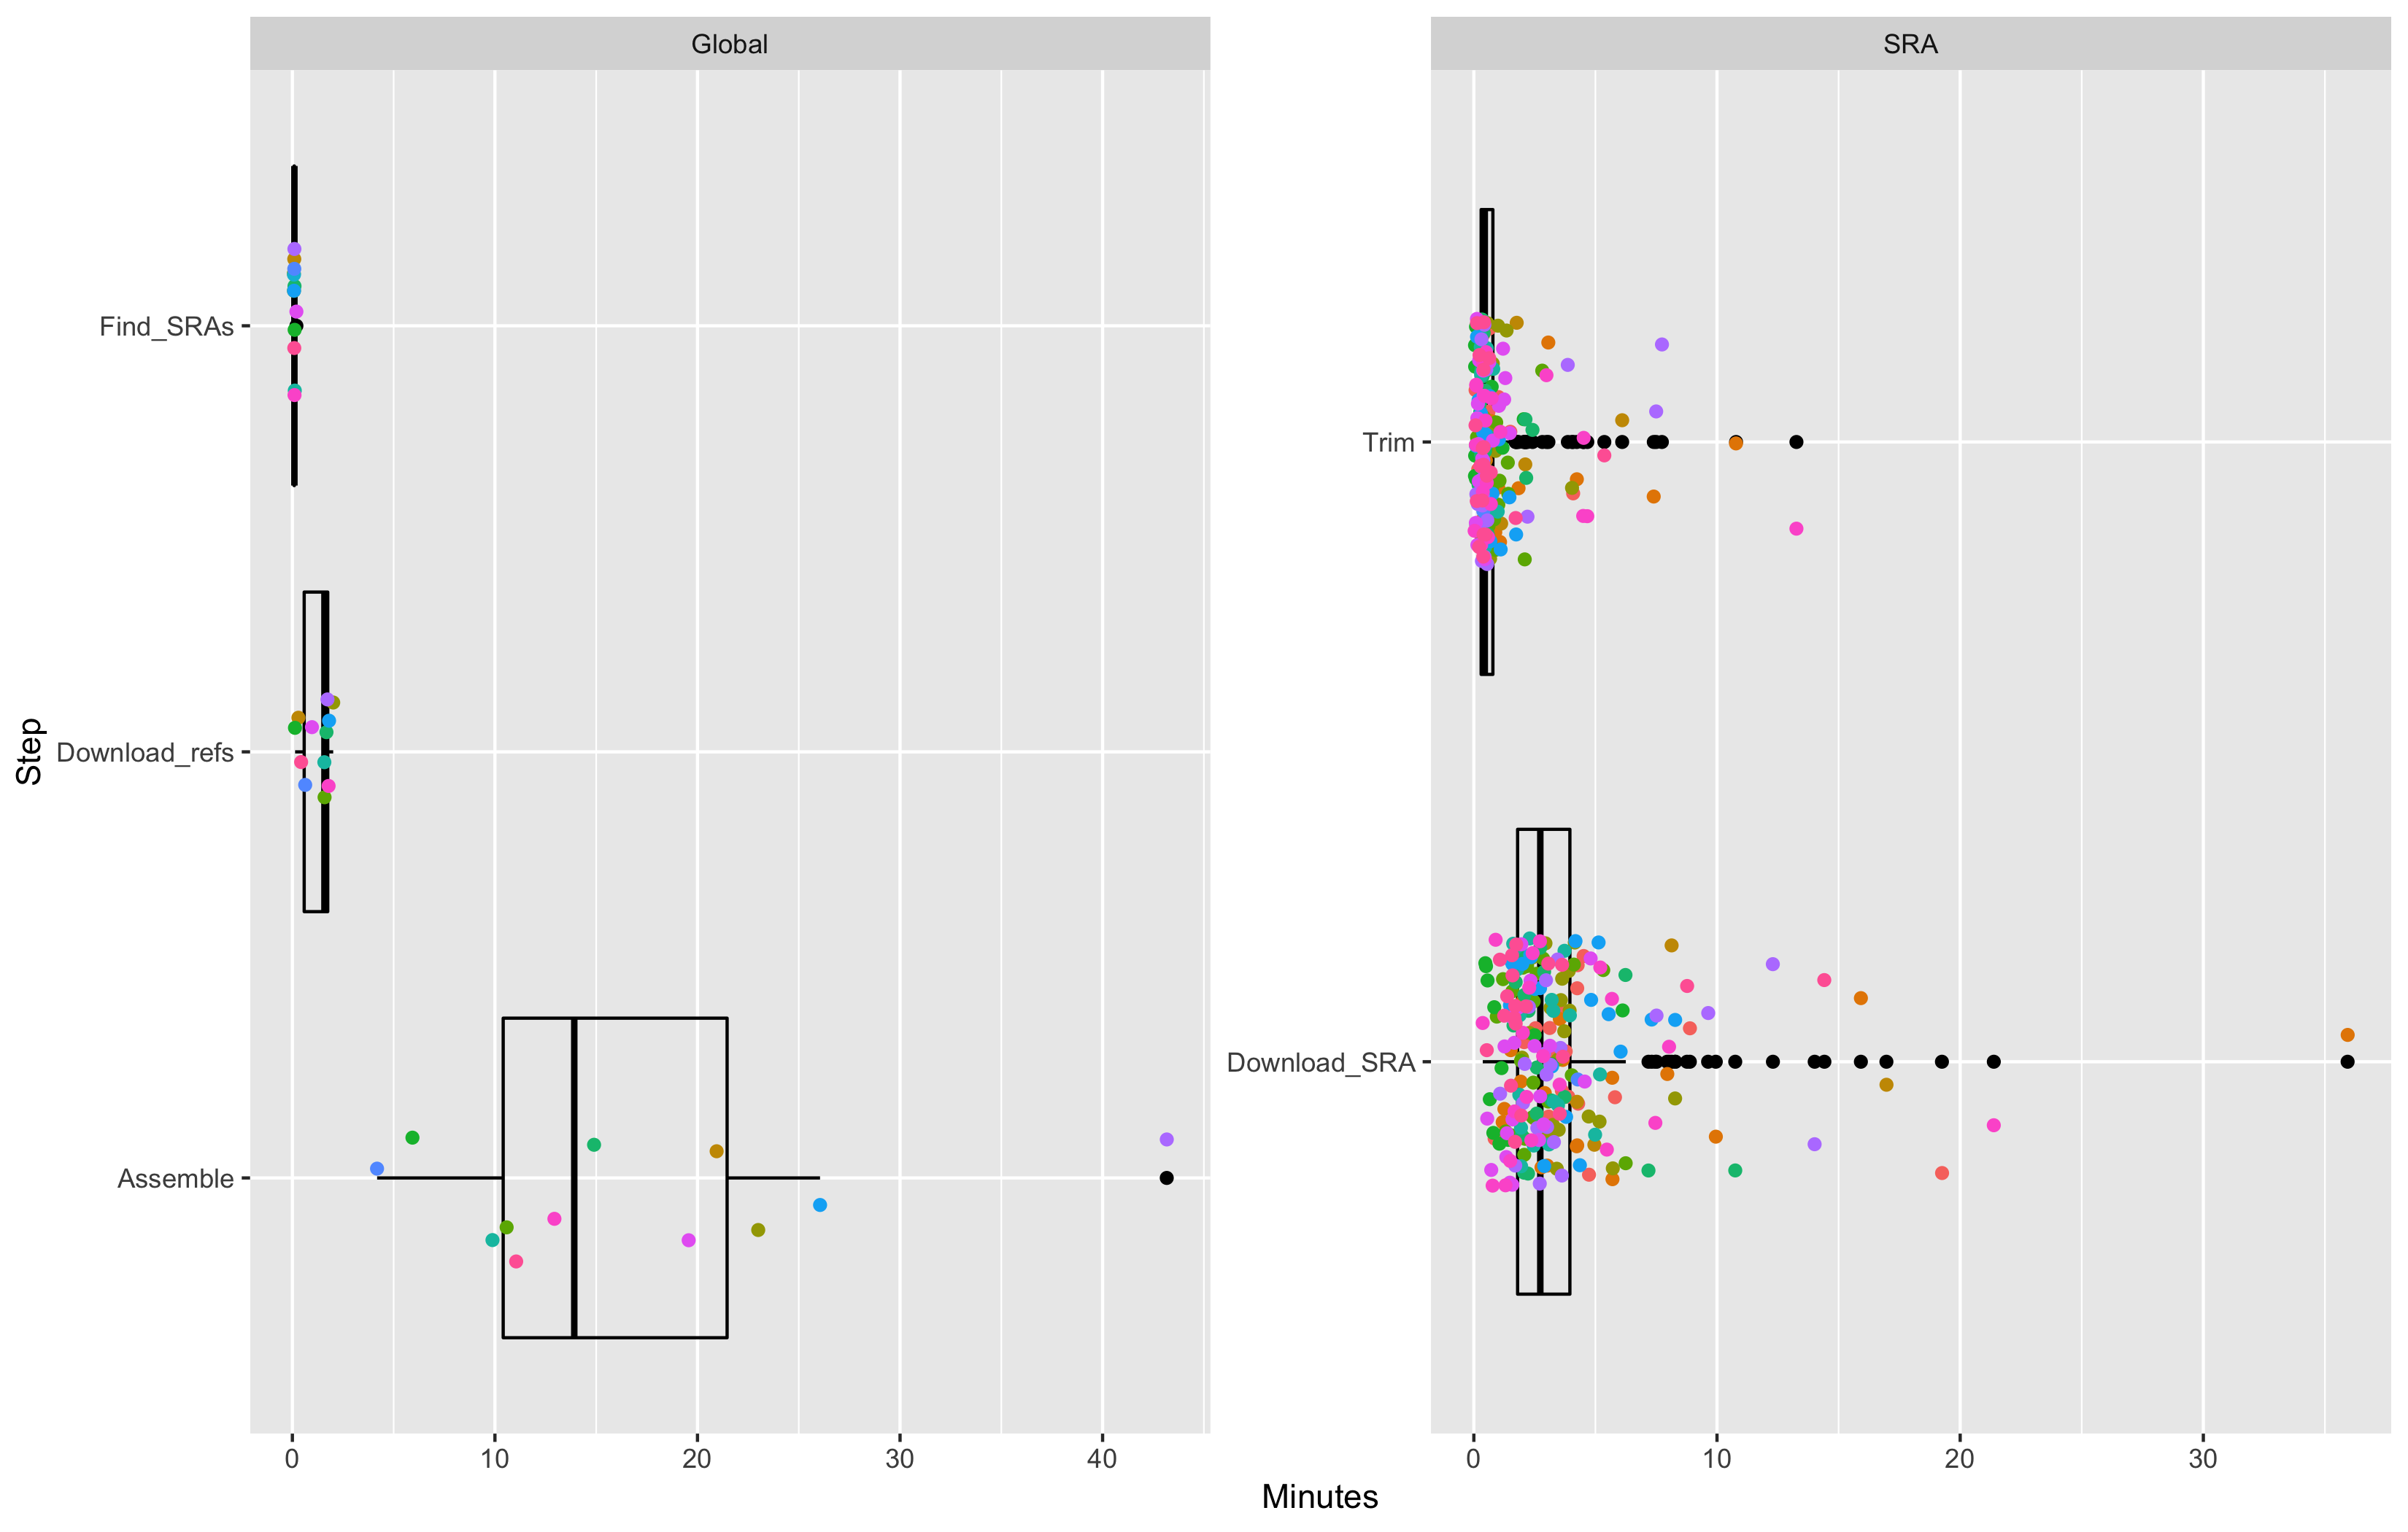 Global
SRA
Step
Find_SRAs
Download_refs
Assemble
Trim
Download_SRA
0 10 20 30 40
0 10 20 30
Minutes